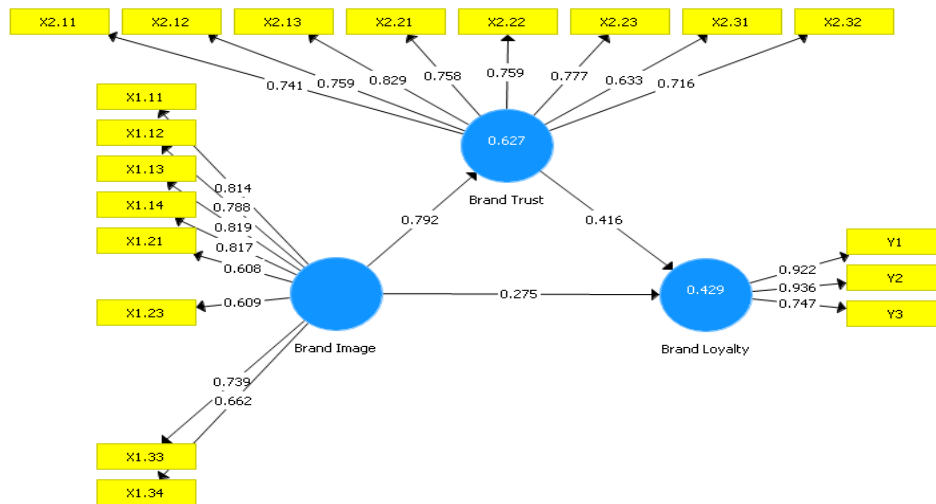 X2.11 X2.12 X2.13 X2.21 X2.22 X2.23 X2.31 X2.32
0.741 0.759 0.829 0.758 0.759 0.777 0.633 0.716
X1.11
X1.12
X1.13
X1.14
X1.21
X1.23
X1.33
X1.34
0.814
0.788
0.819
0.817
0.608
0.609
0.739
0.662
0.627
Brand Trust
0.792
0.416
Brand Image
0.275
0.429
Brand Loyalty
0.922
0.936
0.747
Y1
Y2
Y3